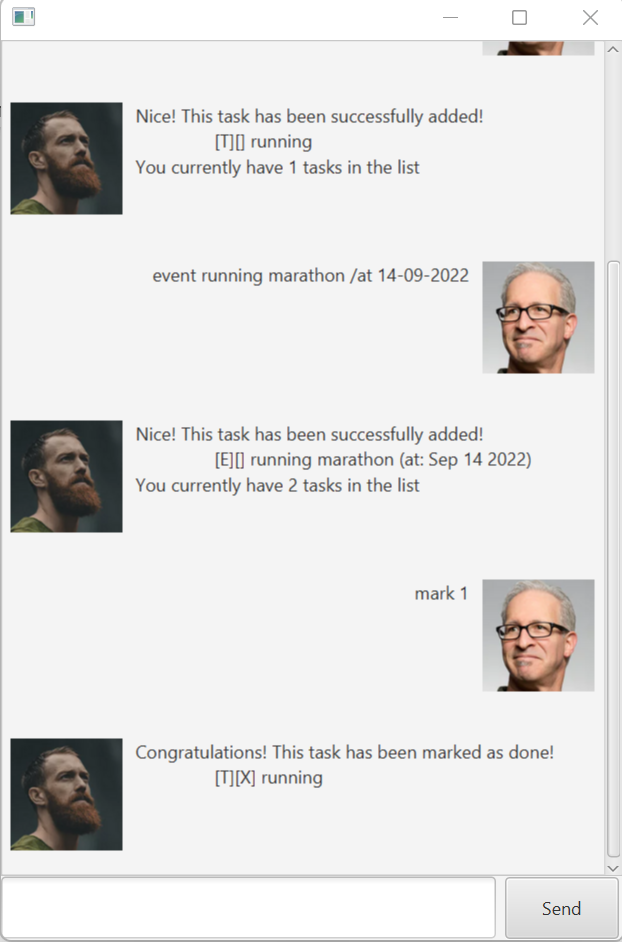 Nice! This task has been successfully added!
[T][] running
You currently have 1 tasks in the list
event running marathon /at 14-09-2022
Nice! This task has been successfully added!
[E][] running marathon (at: Sep 14 2022)
You currently have 2 tasks in the list
mark 1
Congratulations! This task has been marked as done!
[T][X] running
Send